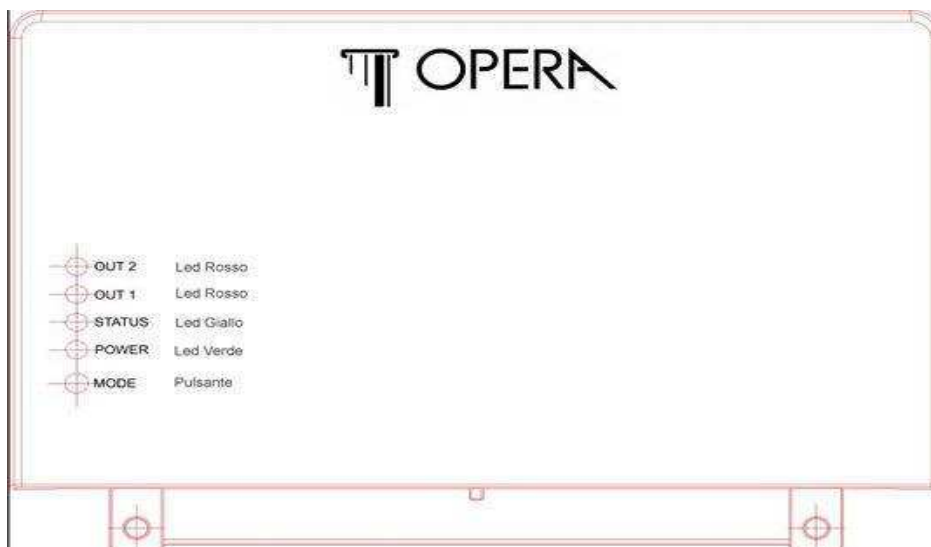 OPERA
OUT 2 Led Rosso
OUT 1 Led Rosso
STATUS Led Giallo
POWER Led Verde
MODE Pulsante